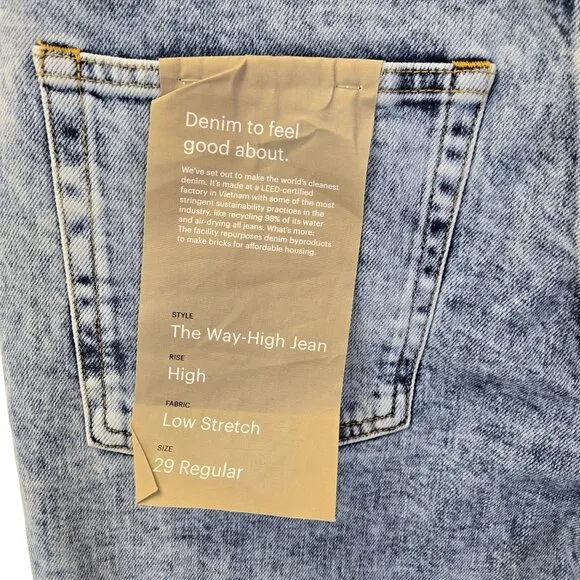 Denim to feel
good about.
We've set out to make the world's cleanest
denim. It's made at a LEED-certified
factory in Vietnam with some of the most
stringent sustainability practices in the
industry, like recycling 98% of its water
and air-drying all jeans. What's more:
The facility repurposes denim byproducts
to make bricks for affordable housing.
STYLE
The Way-High Jean
RISE
High
FABRIC
Low Stretch
SIZE
29 Regular